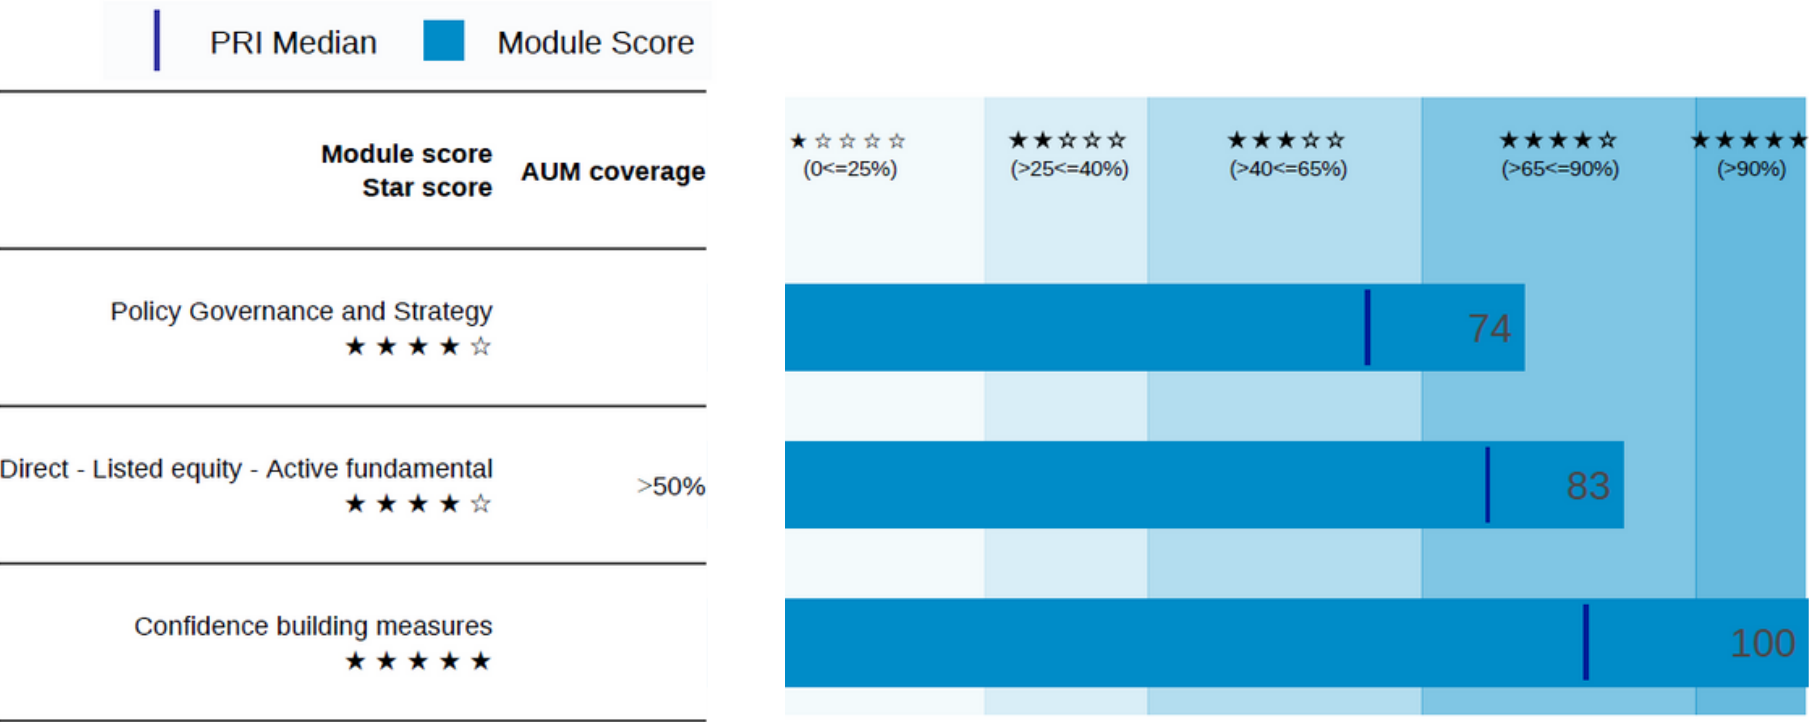 PRI Median Module Score
Module score
Star score
AUM coverage
★☆☆☆☆
(0<=25%)
★★☆☆☆
(>25<=40%)
★★★☆☆
(>40<=65%)
★★★★☆
(>65<=90%)
★★★★★
(>90%)
Policy Governance and Strategy
★★★★☆
74
Direct - Listed equity - Active fundamental
★★★★☆
>50%
83
Confidence building measures
★★★★★
100